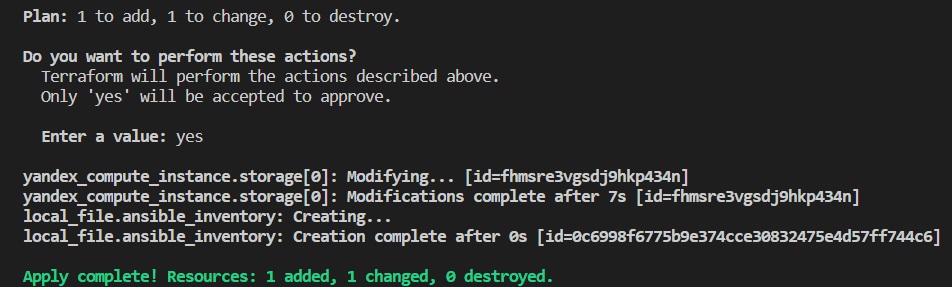 Plan: 1 to add, 1 to change, 0 to destroy.
Do you want to perform these actions?
Terraform will perform the actions described above.
Only 'yes' will be accepted to approve.
Enter a value: yes
yandex_compute_instance.storage[0]: Modifying... [id=fhmsre3vgsdj9hkp434n]
yandex_compute_instance.storage[0]: Modifications complete after 7s [id=fhmsre3vgsdj9hkp434n]
local_file.ansible_inventory: Creating...
local_file.ansible_inventory: Creation complete after 0s [id=0c6998f6775b9e374cce30832475e4d57ff744c6]
Apply complete! Resources: 1 added, 1 changed, 0 destroyed.